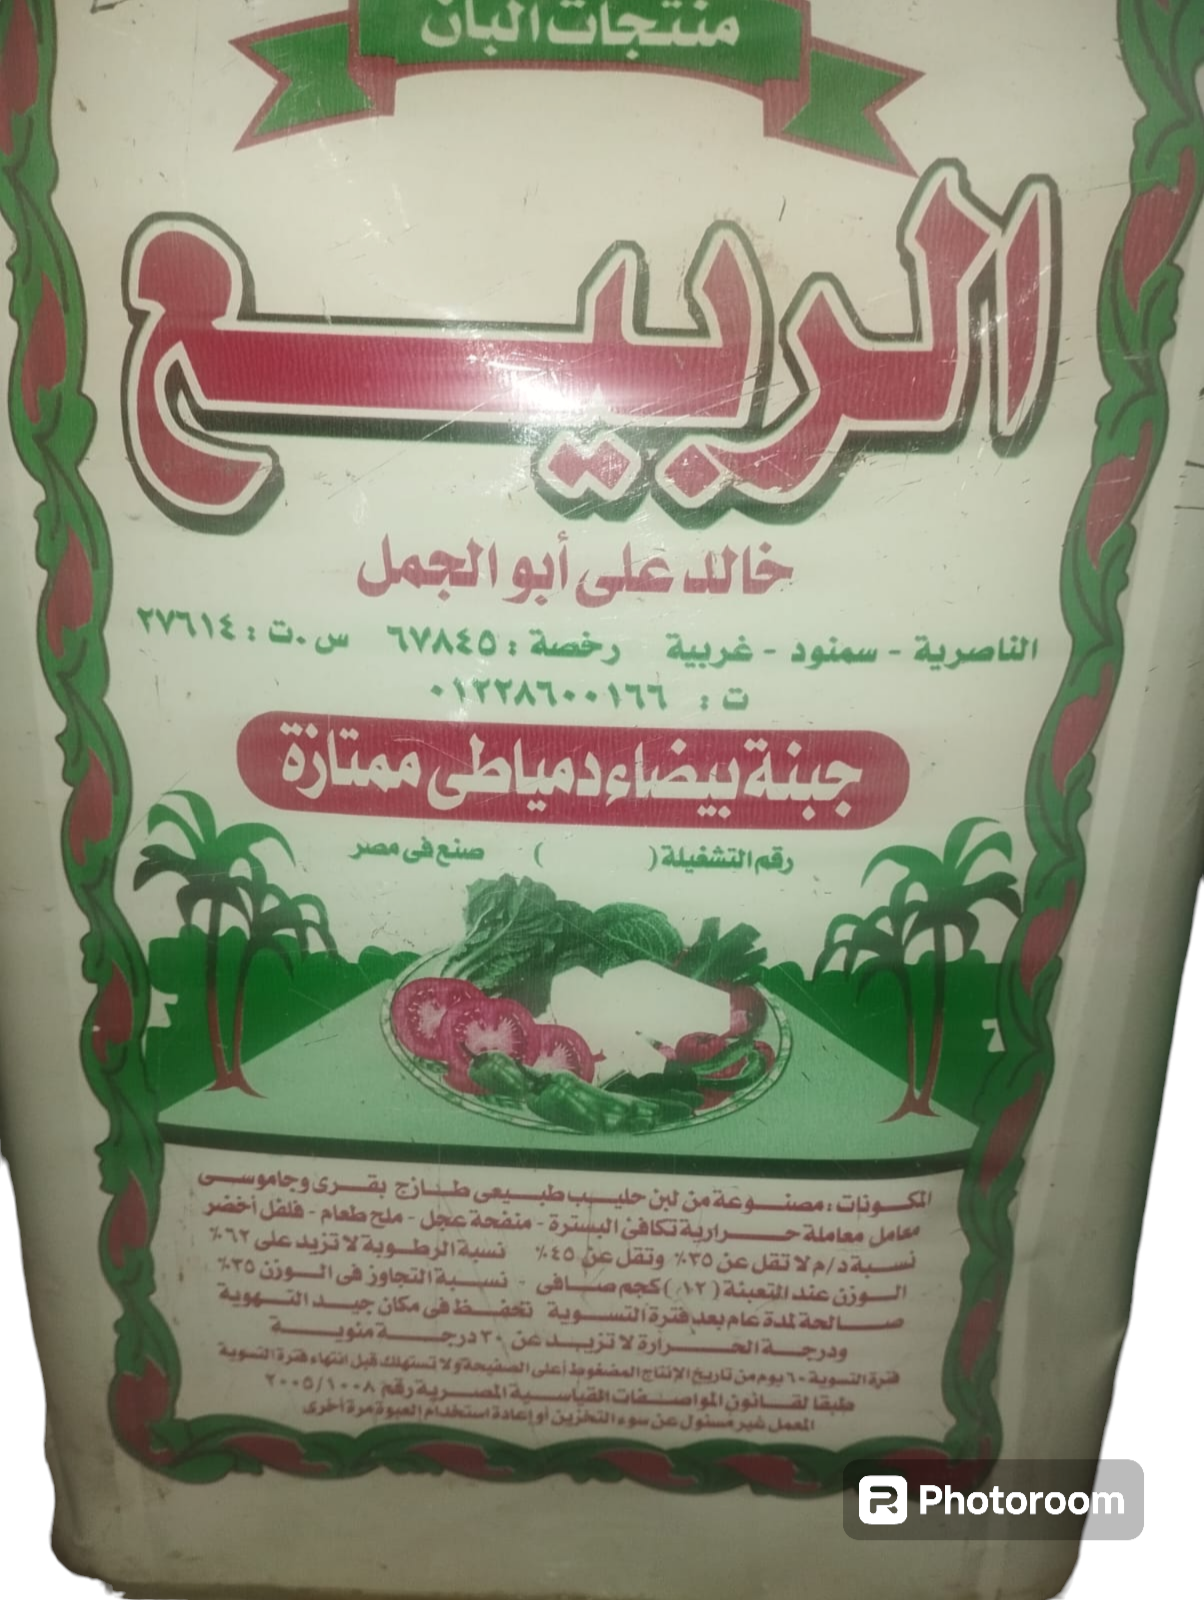 منتجات البان
الربيع
خالد على أبو الجمل
الناصرية - سمنود - غربية رخصة : ٦٧٨٤٥ س.ت : ٢٧٦١٤
ت : ٠١٢٢٨٦٠٠١٦٦
جبنة بيضاء دمياطى ممتازة
رقم التشغيلة ( ) صنع فى مصر
المكونات : مصنوعة من لبن حليب طبيعى طازج بقرى وجاموسى
معامل معاملة حرارية تكافئ البسترة - منفحة عجل - ملح طعام - فلفل أخضر
نسبة د/م لا تقل عن ٣٥٪ وتقل عن ٤٥٪ نسبة الرطوبة لا تزيد على ٦٢٪
الوزن عند التعبئة (١٢) كجم صافى - نسبة التجاوز فى الوزن ٣٥٪
صالحة لمدة عام بعد فترة التسوية تحفظ فى مكان جيد التهوية
ودرجة الحرارة لا تزيد عن ٣٠ درجة مئوية
فترة التسوية ٦٠ يوم من تاريخ الإنتاج المضغوط أعلى الصفيحة ولا تستهلك قبل انتهاء فترة التسوية
طبقا لقانون المواصفات القياسية المصرية رقم ٢٠٠٥/١٠٠٨
المعمل غير مسئول عن سوء التخزين أو إعادة استخدام العبوة مرة أخرى
Photoroom